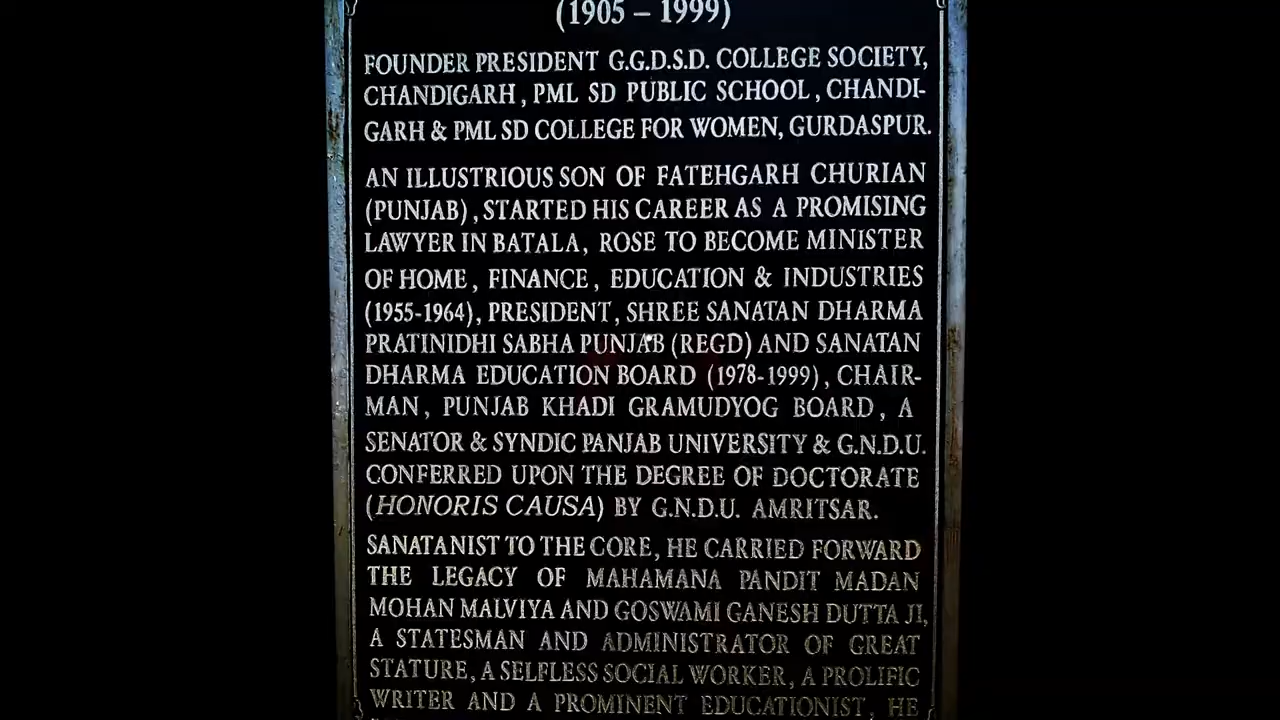 (1905 – 1999)
FOUNDER PRESIDENT G.G.D.S.D. COLLEGE SOCIETY,
CHANDIGARH, PML SD PUBLIC SCHOOL, CHANDI-
GARH & PML SD COLLEGE FOR WOMEN, GURDASPUR.
AN ILLUSTRIOUS SON OF FATEHGARH CHURIAN
(PUNJAB), STARTED HIS CAREER AS A PROMISING
LAWYER IN BATALA, ROSE TO BECOME MINISTER
OF HOME, FINANCE, EDUCATION & INDUSTRIES
(1955-1964), PRESIDENT, SHREE SANATAN DHARMA
PRATINIDHI SABHA PUNJAB (REGD) AND SANATAN
DHARMA EDUCATION BOARD (1978-1999), CHAIR-
MAN, PUNJAB KHADI GRAMUDYOG BOARD, A
SENATOR & SYNDIC PANJAB UNIVERSITY & G.N.D.U.
CONFERRED UPON THE DEGREE OF DOCTORATE
(HONORIS CAUSA) BY G.N.D.U. AMRITSAR.
SANATANIST TO THE CORE, HE CARRIED FORWARD
THE LEGACY OF MAHAMANA PANDIT MADAN
MOHAN MALVIYA AND GOSWAMI GANESH DUTTA JI,
A STATESMAN AND ADMINISTRATOR OF GREAT
STATURE, A SELFLESS SOCIAL WORKER, A PROLIFIC
WRITER AND A PROMINENT EDUCATIONIST, HE